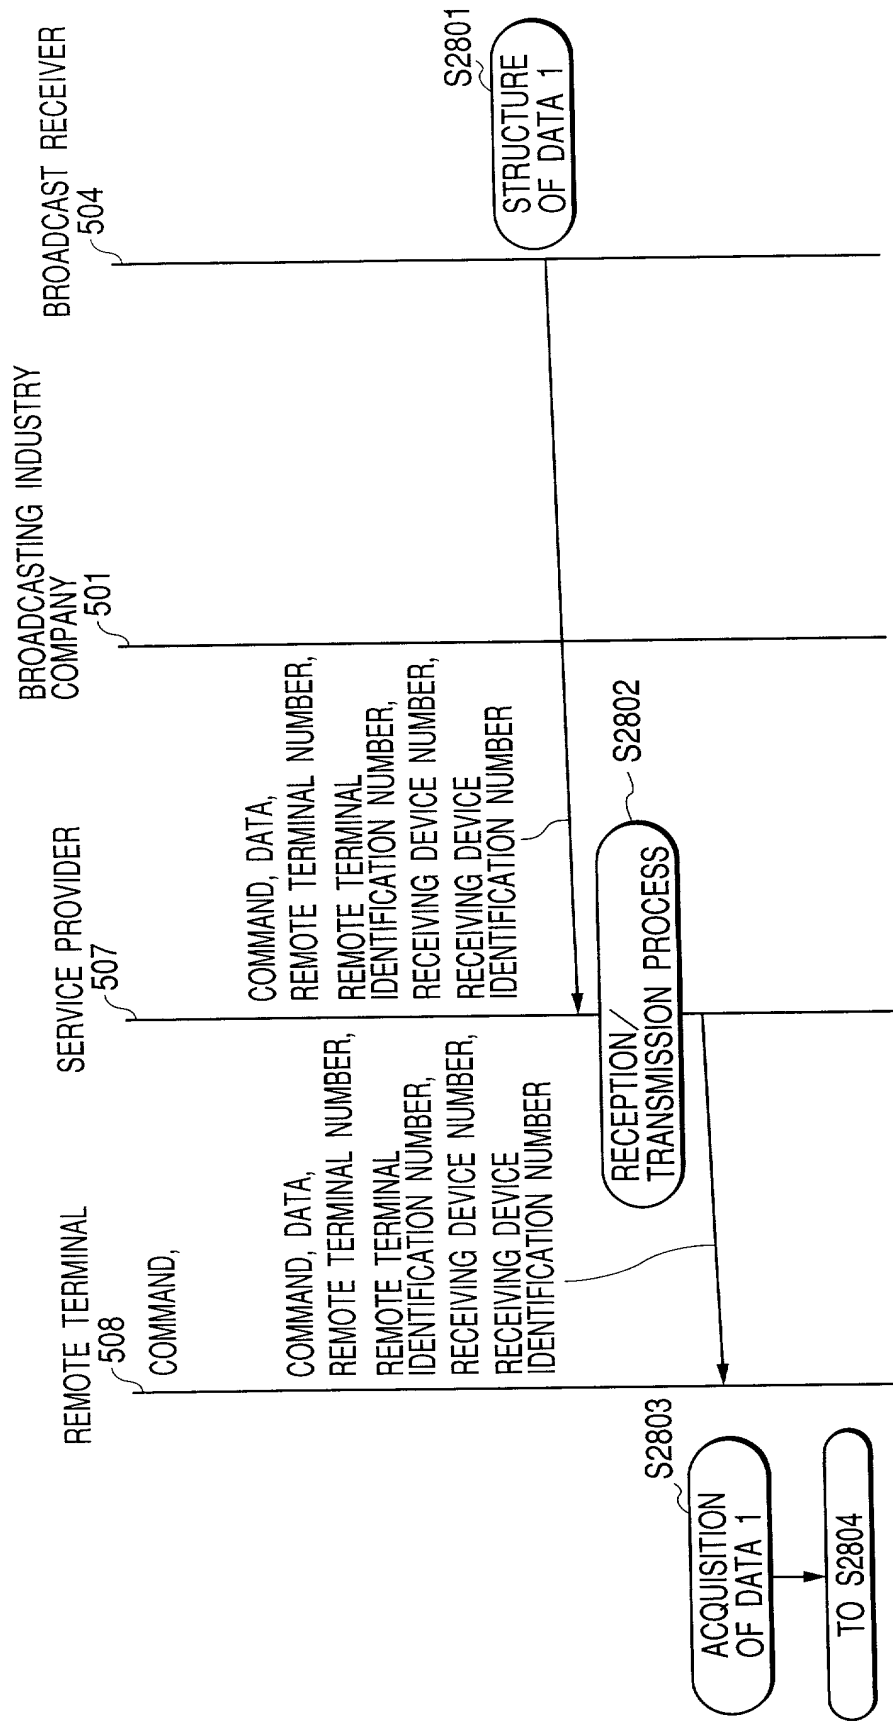 REMOTE TERMINAL
508
SERVICE PROVIDER
507
BROADCASTING INDUSTRY
COMPANY
501
BROADCAST RECEIVER
504
COMMAND,
COMMAND, DATA,
REMOTE TERMINAL NUMBER,
REMOTE TERMINAL
IDENTIFICATION NUMBER,
RECEIVING DEVICE NUMBER,
RECEIVING DEVICE
IDENTIFICATION NUMBER
COMMAND, DATA,
REMOTE TERMINAL NUMBER,
REMOTE TERMINAL
IDENTIFICATION NUMBER,
RECEIVING DEVICE NUMBER,
RECEIVING DEVICE
IDENTIFICATION NUMBER
S2801
STRUCTURE
OF DATA 1
S2802
RECEPTION/
TRANSMISSION PROCESS
S2803
ACQUISITION
OF DATA 1
TO S2804